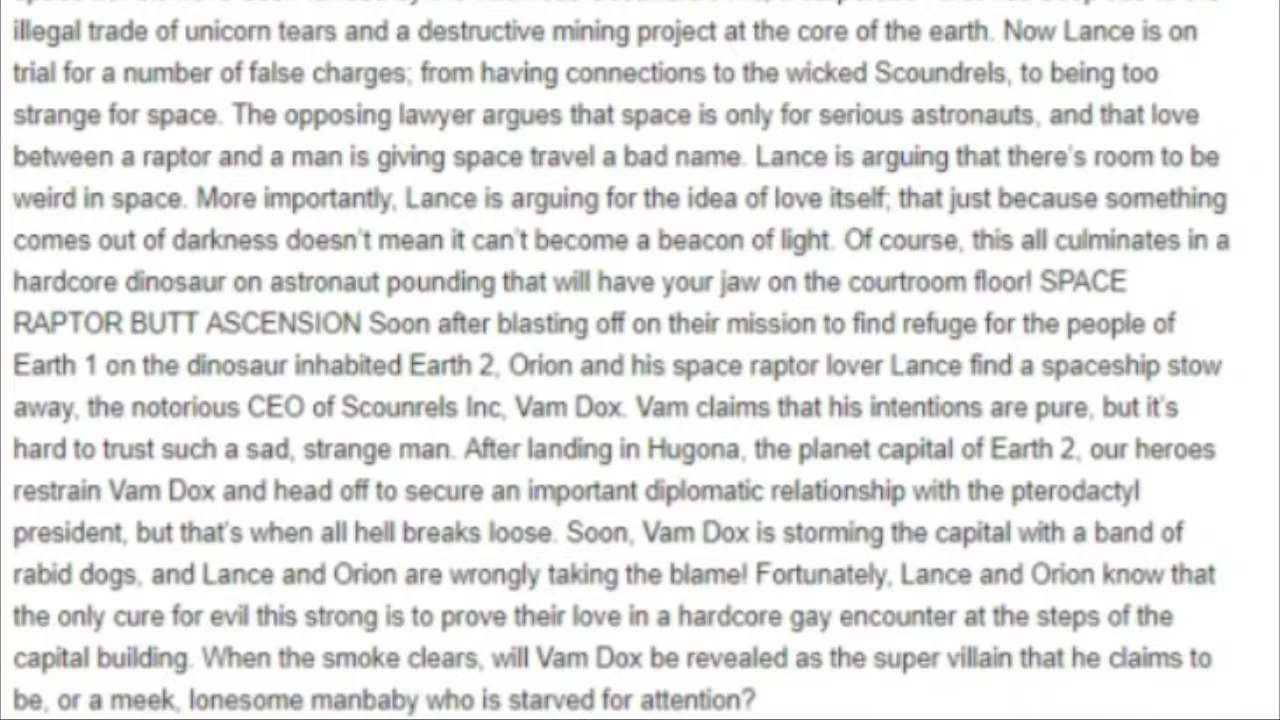 illegal trade of unicorn tears and a destructive mining project at the core of the earth. Now Lance is on
trial for a number of false charges; from having connections to the wicked Scoundrels, to being too
strange for space. The opposing lawyer argues that space is only for serious astronauts, and that love
between a raptor and a man is giving space travel a bad name. Lance is arguing that there's room to be
weird in space. More importantly, Lance is arguing for the idea of love itself; that just because something
comes out of darkness doesn't mean it can't become a beacon of light. Of course, this all culminates in a
hardcore dinosaur on astronaut pounding that will have your jaw on the courtroom floor! SPACE
RAPTOR BUTT ASCENSION Soon after blasting off on their mission to find refuge for the people of
Earth 1 on the dinosaur inhabited Earth 2, Orion and his space raptor lover Lance find a spaceship stow
away, the notorious CEO of Scounrels Inc, Vam Dox. Vam claims that his intentions are pure, but it's
hard to trust such a sad, strange man. After landing in Hugona, the planet capital of Earth 2, our heroes
restrain Vam Dox and head off to secure an important diplomatic relationship with the pterodactyl
president, but that's when all hell breaks loose. Soon, Vam Dox is storming the capital with a band of
rabid dogs, and Lance and Orion are wrongly taking the blame! Fortunately, Lance and Orion know that
the only cure for evil this strong is to prove their love in a hardcore gay encounter at the steps of the
capital building. When the smoke clears, will Vam Dox be revealed as the super villain that he claims to
be, or a meek, lonesome manbaby who is starved for attention?